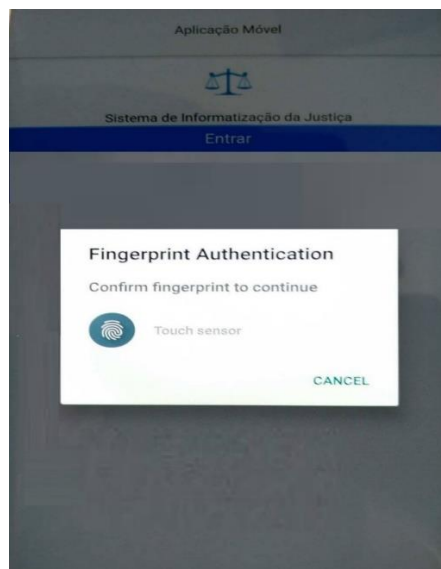 Aplicação Móvel
Sistema de Informatização da Justiça
Entrar
Fingerprint Authentication
Confirm fingerprint to continue
Touch sensor
CANCEL